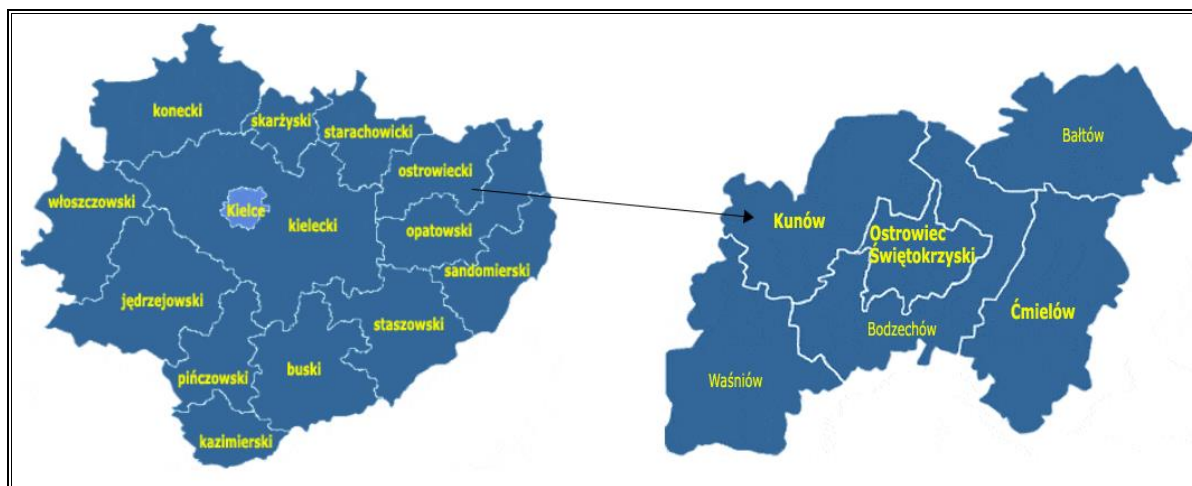 konecki
skarżyski
starachowicki
ostrowiecki
włoszczowski
Kielce
kielecki
opatowski
sandomierski
jędrzejowski
staszowski
pińczowski
buski
kazimierski
Bałtów
Kunów
Ostrowiec
Świętokrzyski
Ćmielów
Bodzechów
Waśniów